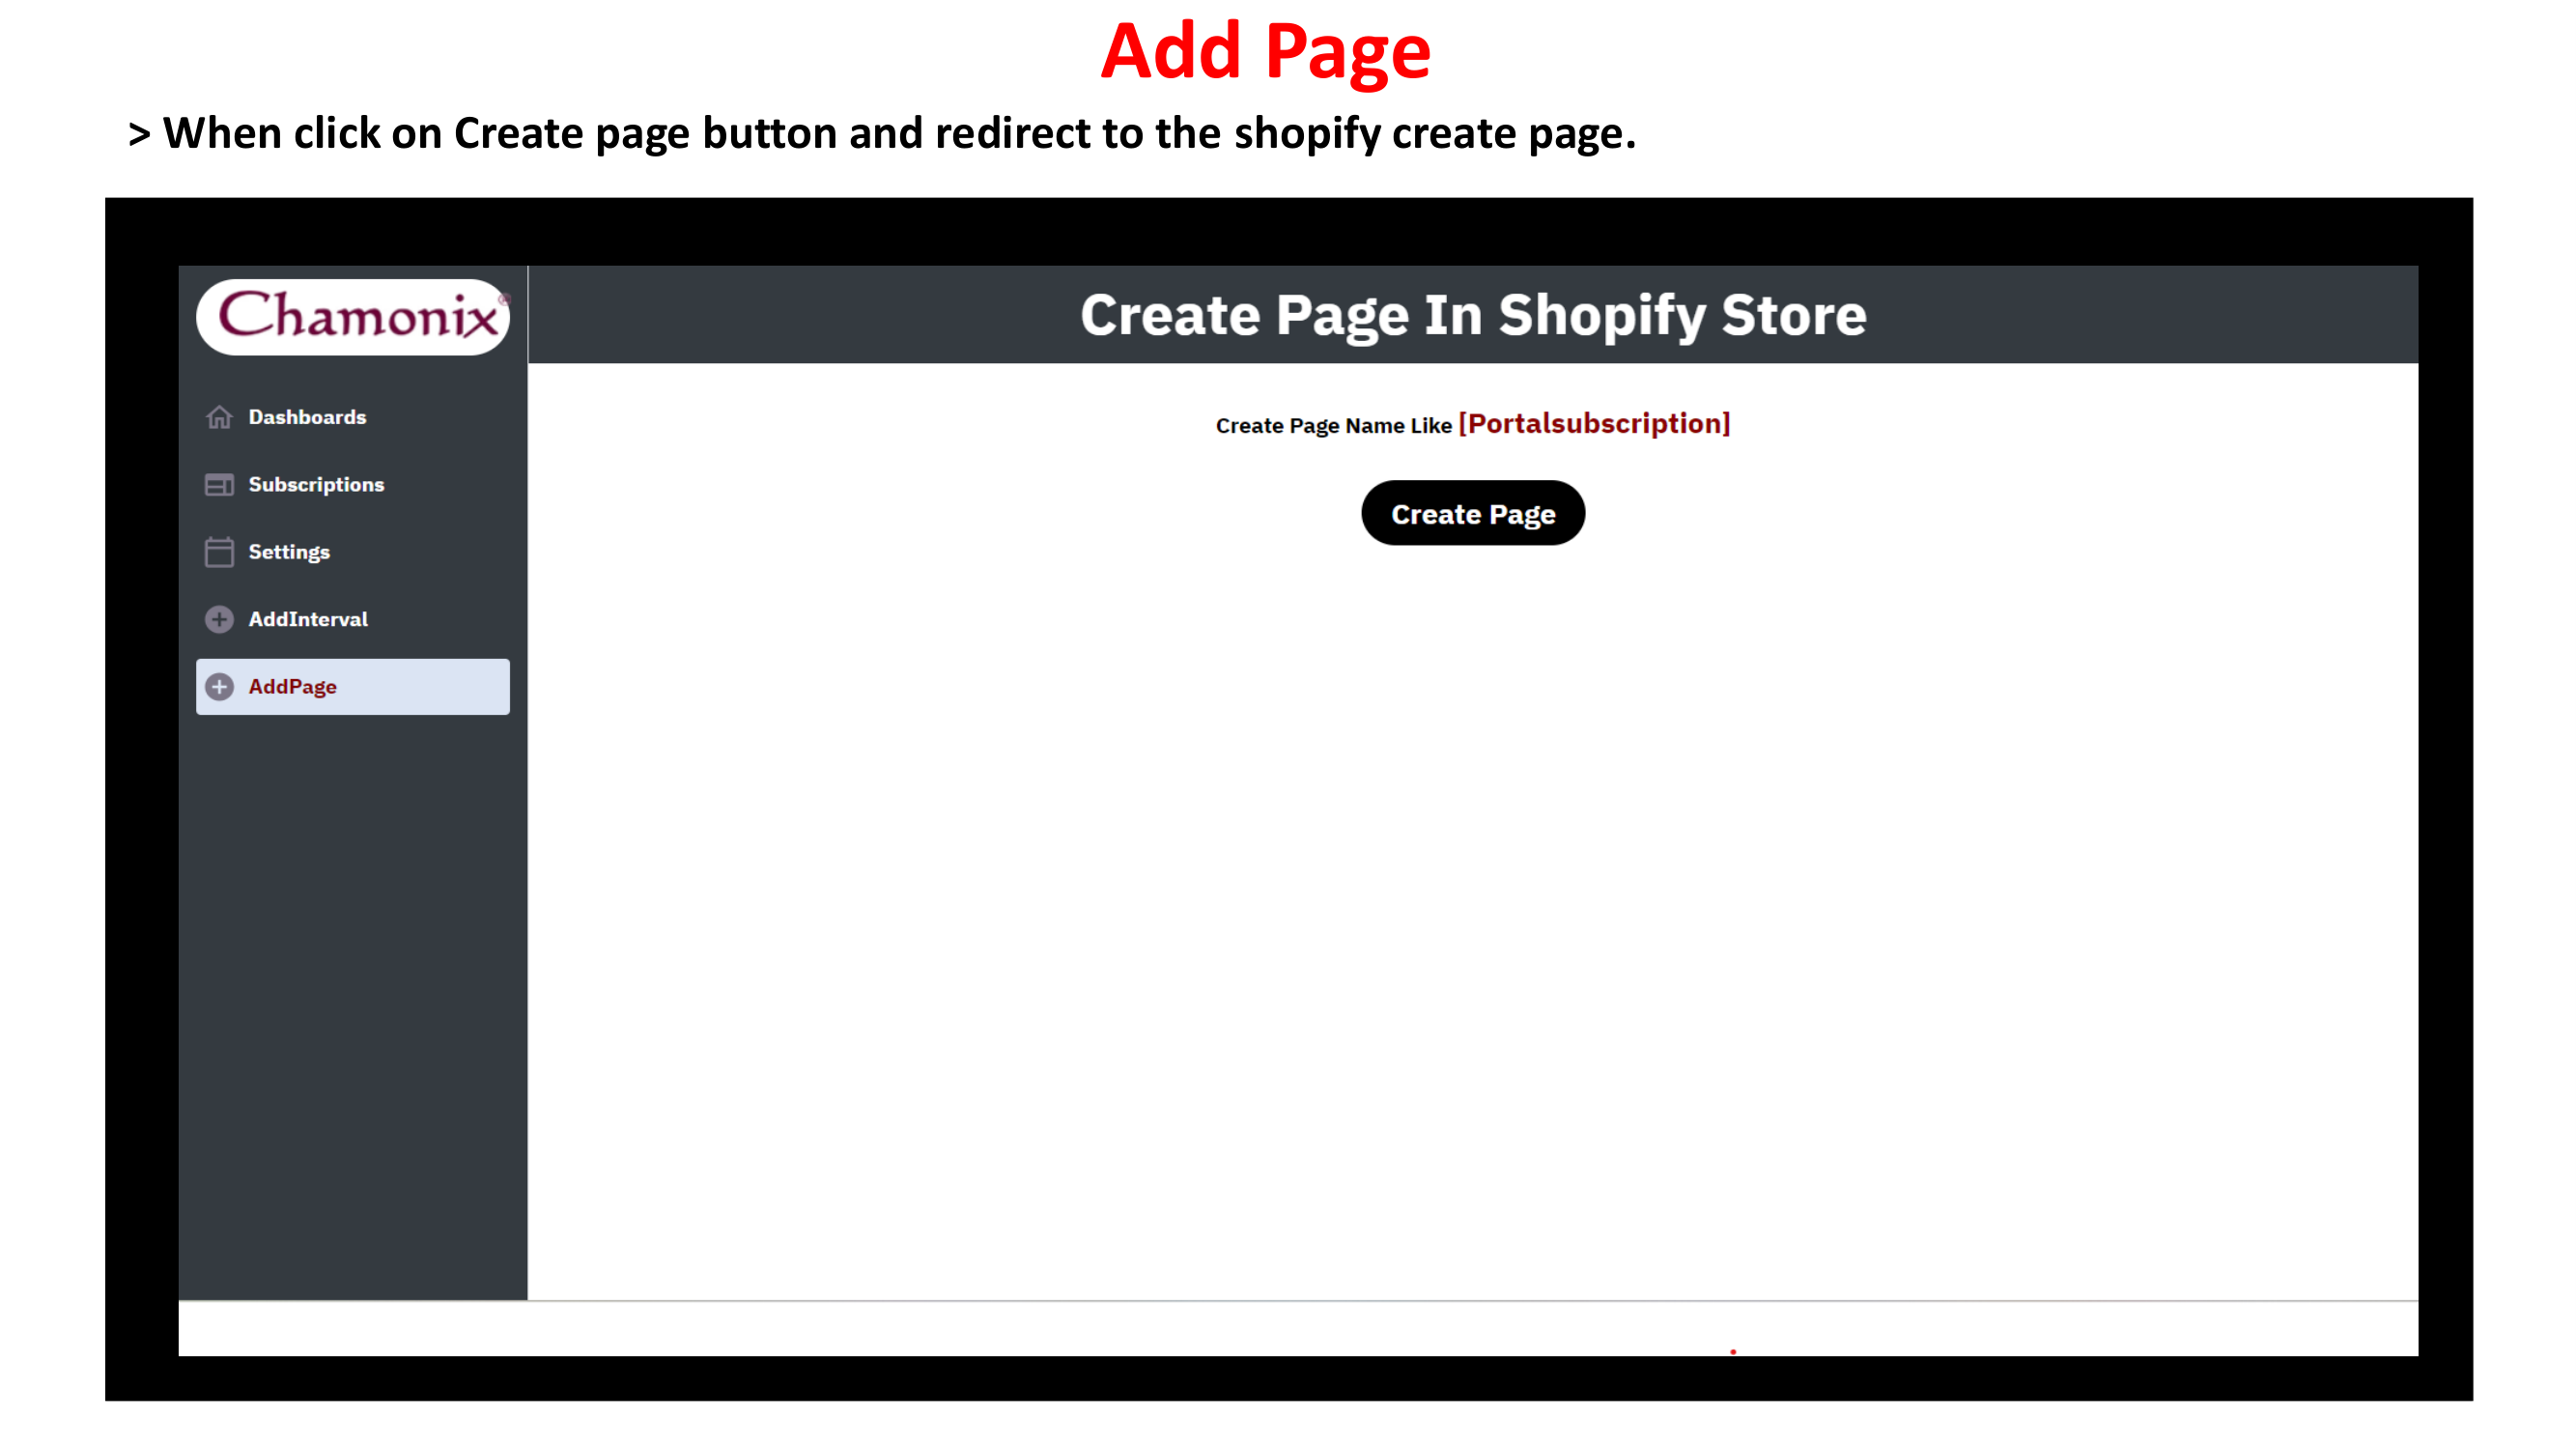 Add Page
> When click on Create page button and redirect to the shopify create page.
Chamonix®
Create Page In Shopify Store
Dashboards
Subscriptions
Settings
AddInterval
AddPage
Create Page Name Like [Portalsubscription]
Create Page